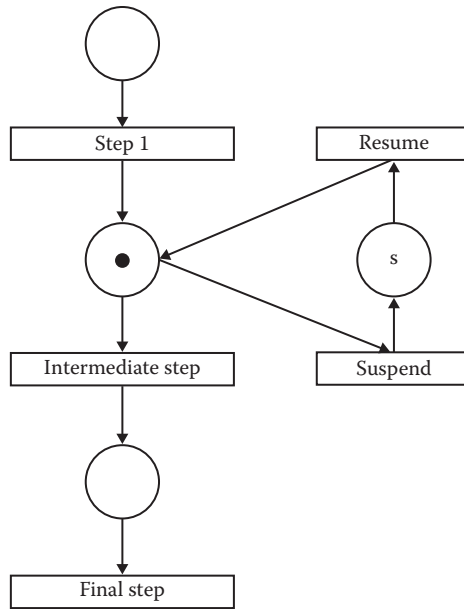 Step 1
Resume
s
Intermediate step
Suspend
Final step